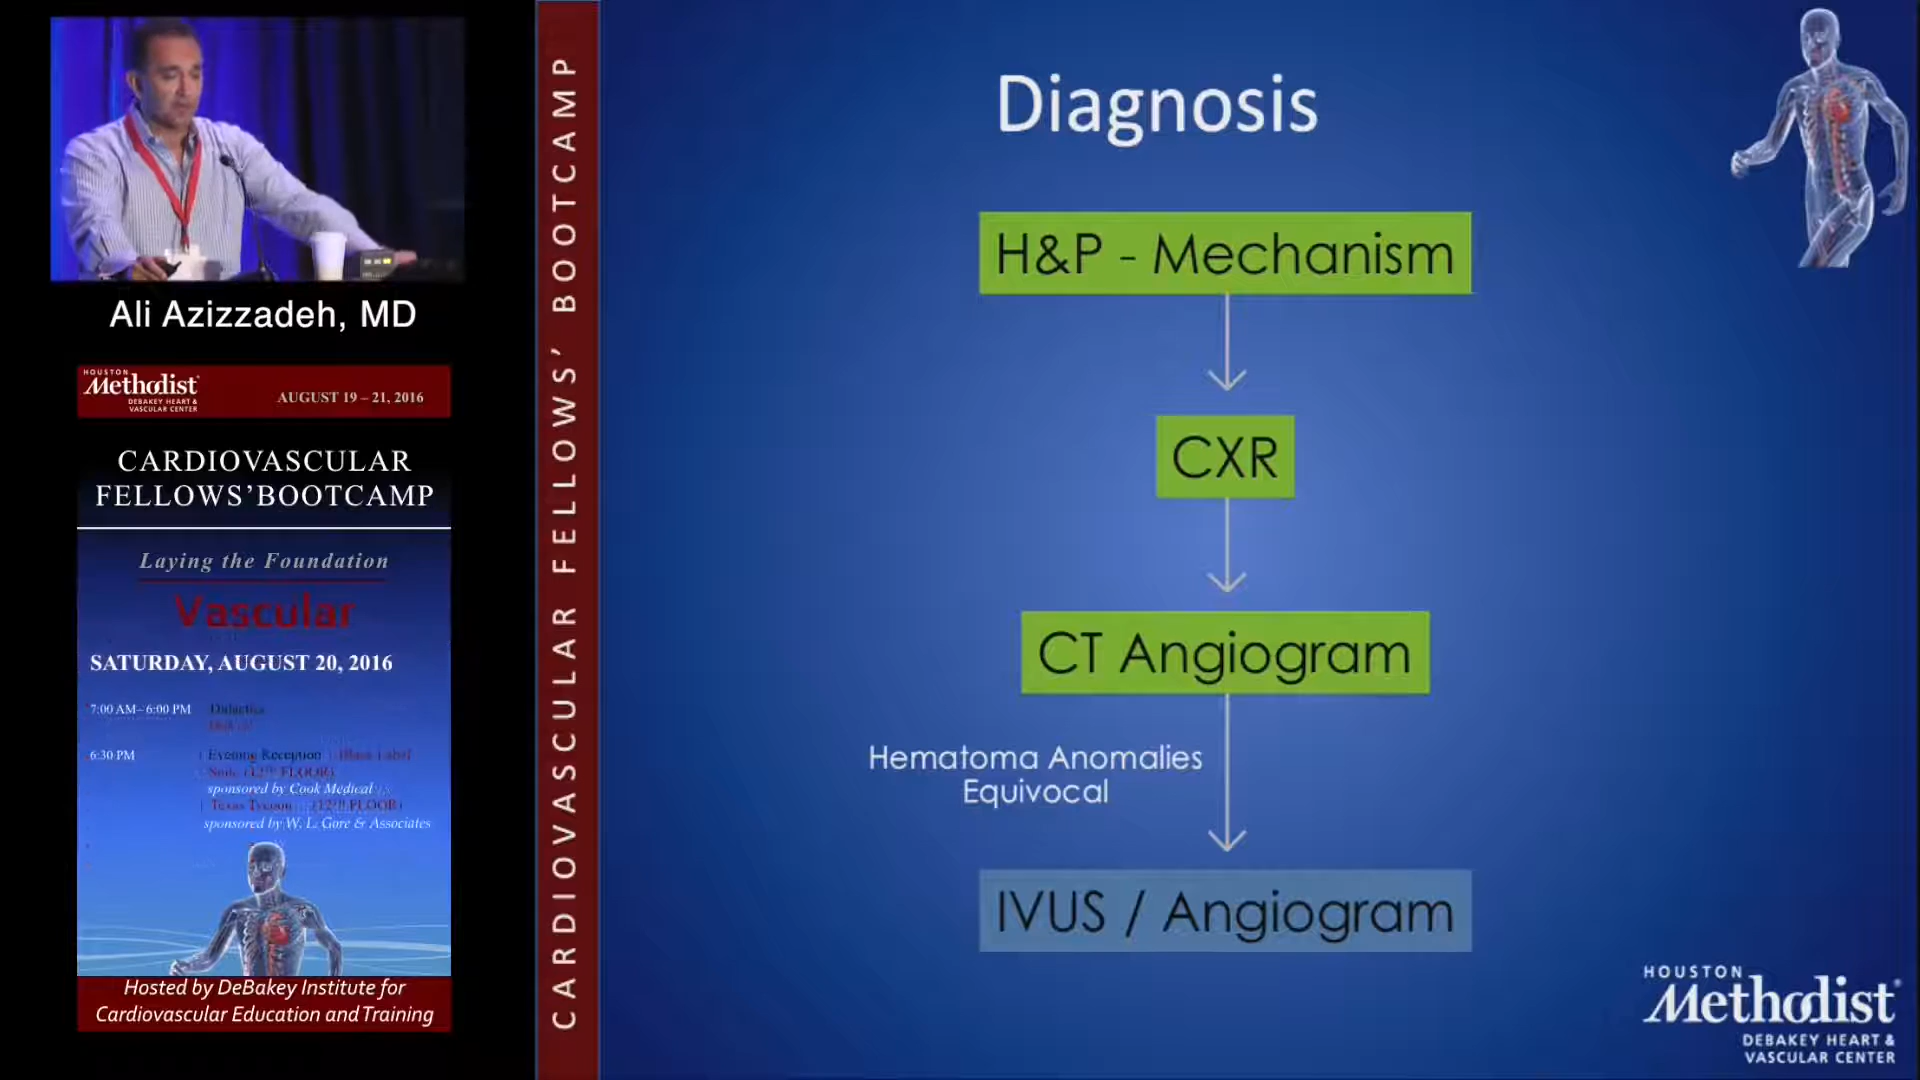 Ali Azizzadeh, MD
HOUSTON
Methodist
DEBAKEY HEART &
VASCULAR CENTER
AUGUST 19 – 21, 2016
CARDIOVASCULAR
FELLOWS’BOOTCAMP
Laying the Foundation
Vascular
SATURDAY, AUGUST 20, 2016
7:00 AM– 6:00 PM Didactics
6:30 PM Evening Reception
(12th FLOOR)
sponsored by Cook Medical
(12th FLOOR)
sponsored by W. L. Gore & Associates
Hosted by DeBakey Institute for
Cardiovascular Education and Training
CARDIOVASCULAR FELLOWS’ BOOTCAMP
Diagnosis
H&P - Mechanism
CXR
CT Angiogram
Hematoma Anomalies
Equivocal
IVUS / Angiogram
HOUSTON
Methodist
DEBAKEY HEART &
VASCULAR CENTER